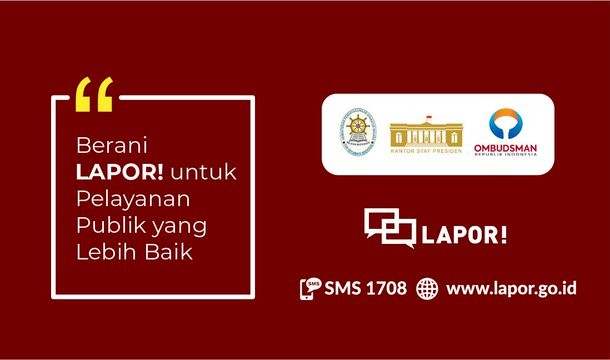 Berani
LAPOR! untuk
Pelayanan
Publik yang
Lebih Baik
KANTOR STAF PRESIDEN
OMBUDSMAN
REPUBLIK INDONESIA
LAPOR!
SMS
SMS 1708
www.lapor.go.id